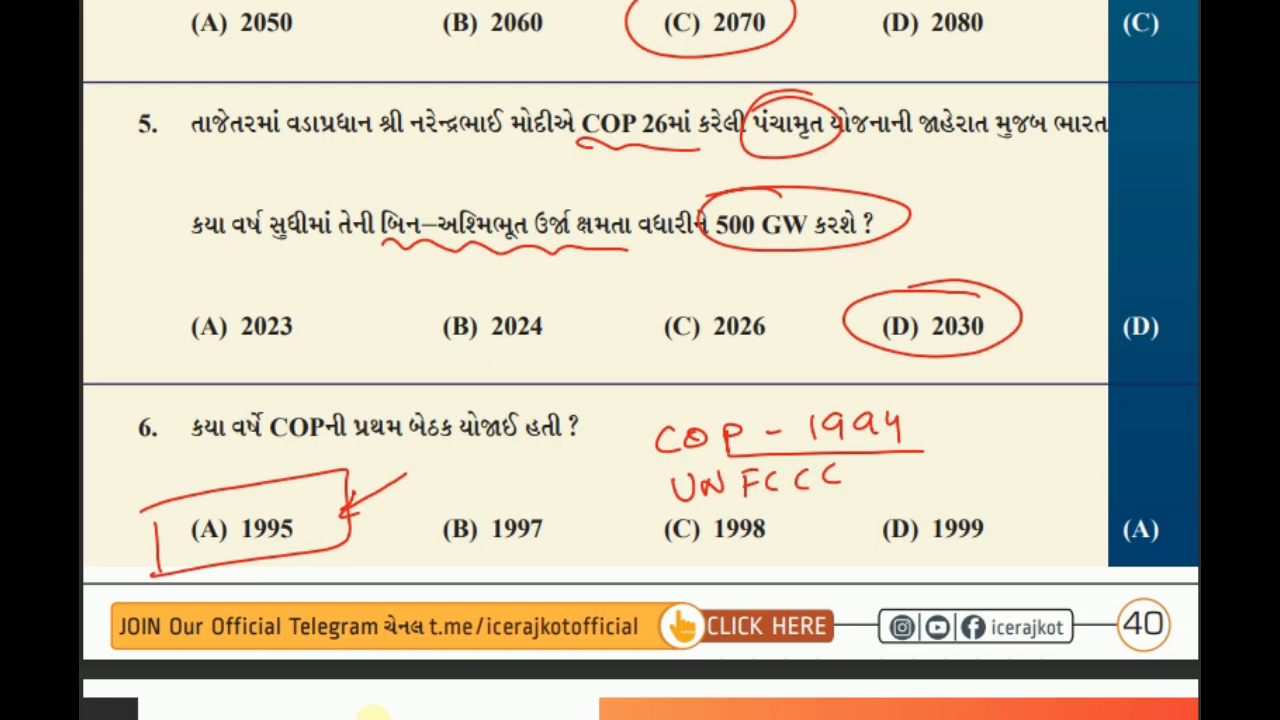 (A) 2050 (B) 2060 (C) 2070 (D) 2080 (C)
5. તાજેતરમાં વડાપ્રધાન શ્રી નરેન્દ્રભાઈ મોદીએ COP 26માં કરેલી પંચામૃત યોજનાની જાહેરાત મુજબ ભારત
કયા વર્ષ સુધીમાં તેની બિન–અશ્મિભૂત ઉર્જા ક્ષમતા વધારીને 500 GW કરશે ?
(A) 2023 (B) 2024 (C) 2026 (D) 2030 (D)
6. કયા વર્ષે COPની પ્રથમ બેઠક યોજાઈ હતી ?
COP - 1994
UNFCCC
(A) 1995 (B) 1997 (C) 1998 (D) 1999 (A)
JOIN Our Official Telegram ચેનલ t.me/icerajkotofficial CLICK HERE icerajkot 40